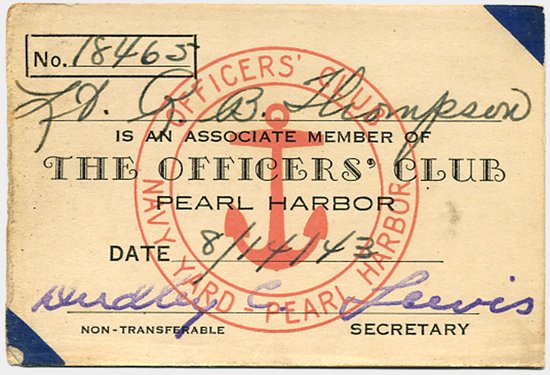 No. 18465
Lt. G. B. Thompson
IS AN ASSOCIATE MEMBER OF
THE OFFICERS' CLUB
PEARL HARBOR
DATE 8/14/43
Dudley C. Lewis
NON-TRANSFERABLE SECRETARY
OFFICERS' CLUB
NAVY YARD - PEARL HARBOR